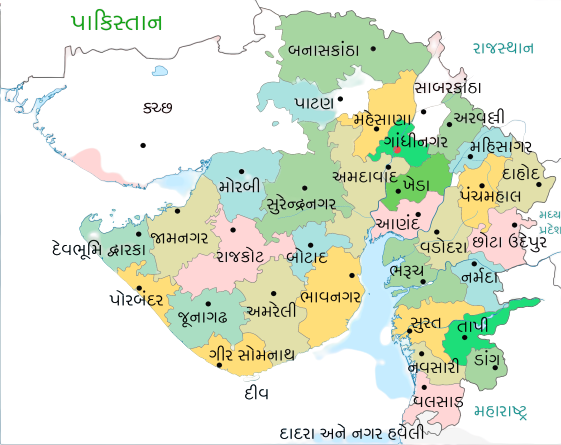 પાકિસ્તાન
રાજસ્થાન
બનાસકાંઠા
સાબરકાંઠા
પાટણ
કચ્છ
મહેસાણા
અરવલ્લી
ગાંધીનગર
મહિસાગર
અમદાવાદ
ખેડા
દાહોદ
મોરબી
સુરેન્દ્રનગર
પંચમહાલ
આણંદ
મધ્ય
પ્રદેશ
દેવભૂમિ દ્વારકા
જામનગર
રાજકોટ
બોટાદ
વડોદરા
છોટા ઉદેપુર
ભરૂચ
નર્મદા
પોરબંદર
જૂનાગઢ
અમરેલી
ભાવનગર
સુરત
તાપી
ગીર સોમનાથ
નવસારી
ડાંગ
દીવ
વલસાડ
મહારાષ્ટ્ર
દાદરા અને નગર હવેલી